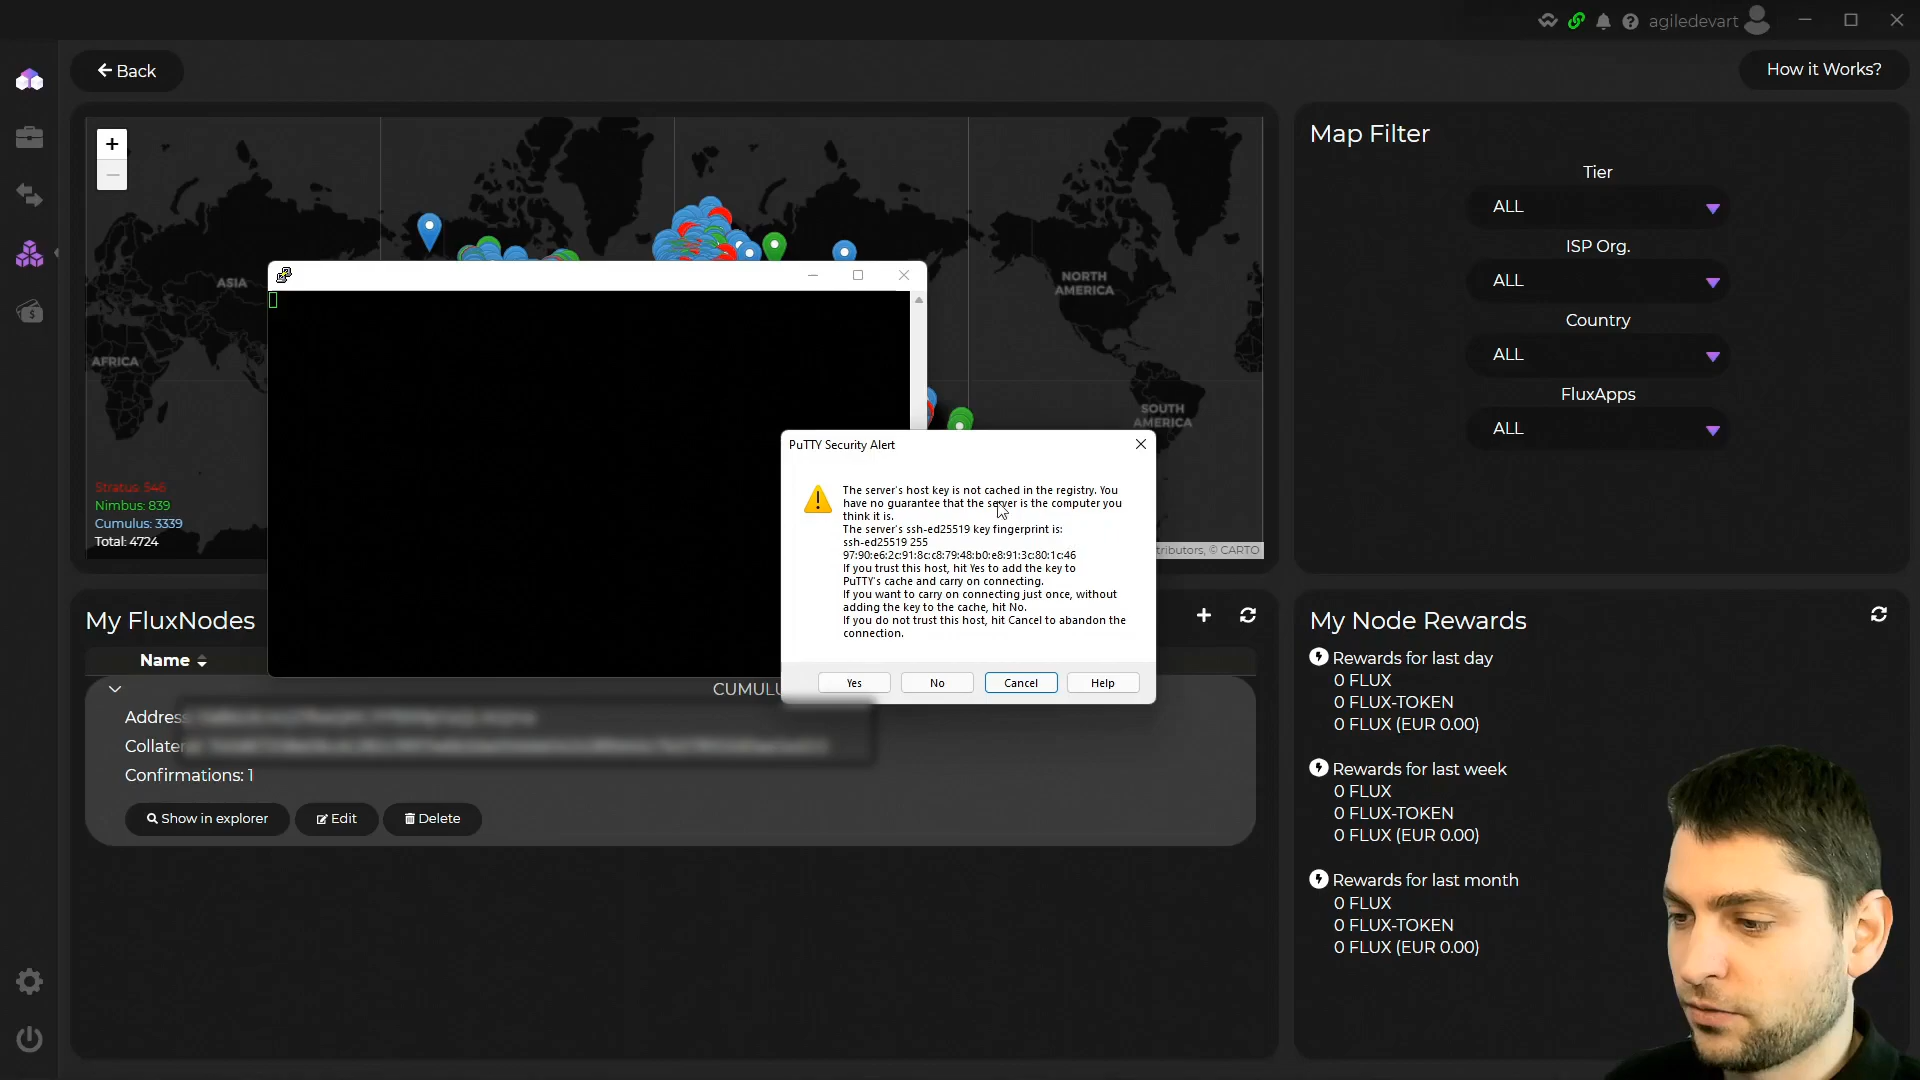 agiledevart
Back
How it Works?
+
−
ASIA
AFRICA
NORTH
AMERICA
SOUTH
AMERICA
Stratus: 546
Nimbus: 839
Cumulus: 3339
Total: 4724
© CARTO
Map Filter
Tier
ALL
ISP Org.
ALL
Country
ALL
FluxApps
ALL
PuTTY Security Alert
The server's host key is not cached in the registry. You
have no guarantee that the server is the computer you
think it is.
The server's ssh-ed25519 key fingerprint is:
ssh-ed25519 255
97:90:e6:2c:91:8c:c8:79:48:b0:e8:91:3c:80:1c:46
If you trust this host, hit Yes to add the key to
PuTTY's cache and carry on connecting.
If you want to carry on connecting just once, without
adding the key to the cache, hit No.
If you do not trust this host, hit Cancel to abandon the
connection.
Yes
No
Cancel
Help
My FluxNodes
+
Name
CUMULU
Address
Collater
Confirmations: 1
Show in explorer
Edit
Delete
My Node Rewards
Rewards for last day
0 FLUX
0 FLUX-TOKEN
0 FLUX (EUR 0.00)
Rewards for last week
0 FLUX
0 FLUX-TOKEN
0 FLUX (EUR 0.00)
Rewards for last month
0 FLUX
0 FLUX-TOKEN
0 FLUX (EUR 0.00)